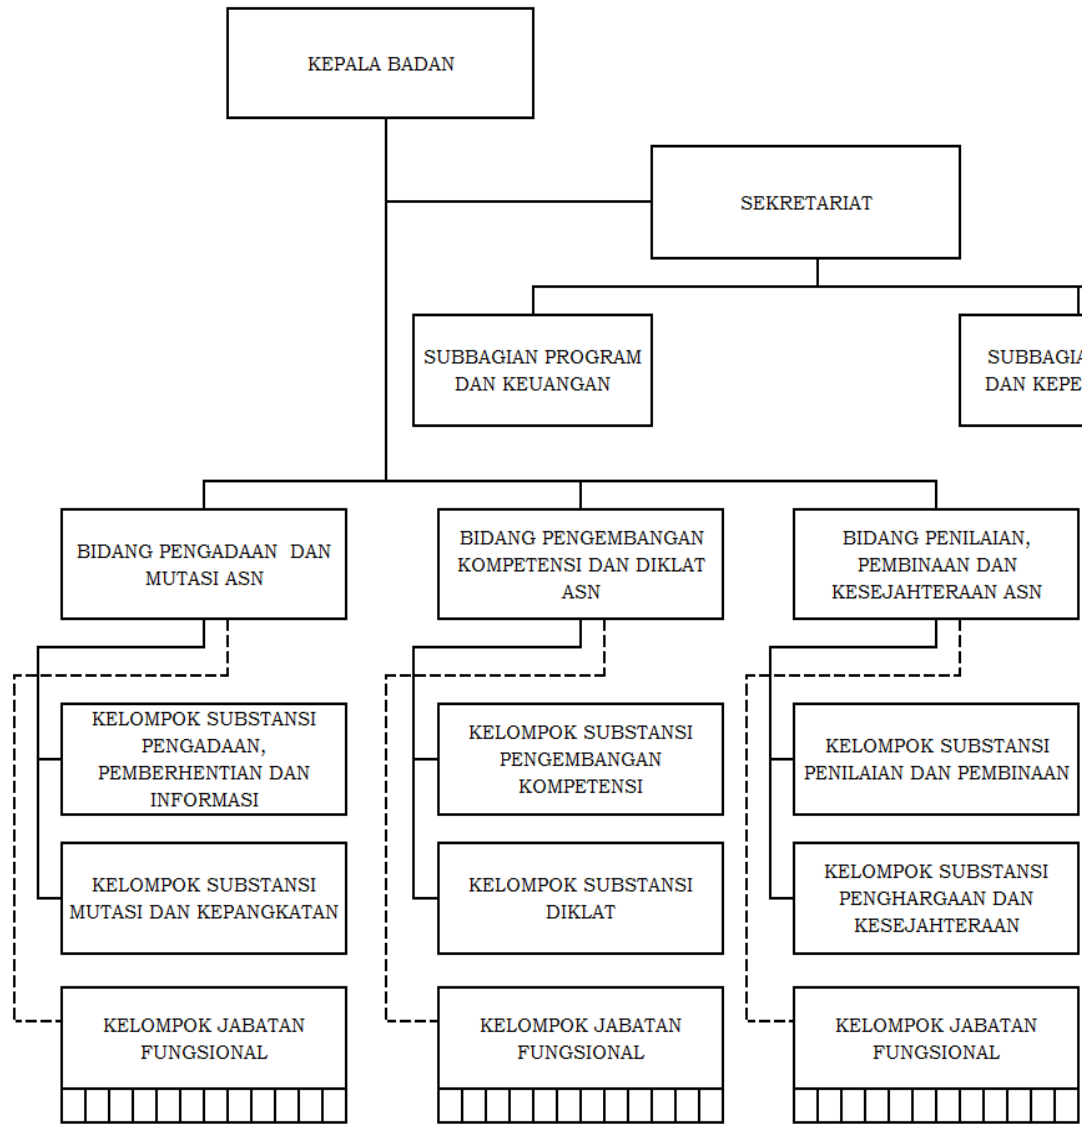 KEPALA BADAN
SEKRETARIAT
SUBBAGIAN PROGRAM
DAN KEUANGAN
DAN
BIDANG PENGADAAN DAN
MUTASI ASN
BIDANG PENGEMBANGAN
KOMPETENSI DAN DIKLAT
ASN
BIDANG PENILAIAN,
PEMBINAAN DAN
KESEJAHTERAAN ASN
KELOMPOK SUBSTANSI
PENGADAAN,
PEMBERHENTIAN DAN
INFORMASI
KELOMPOK SUBSTANSI
PENGEMBANGAN
KOMPETENSI
KELOMPOK SUBSTANSI
PENILAIAN DAN PEMBINAAN
KELOMPOK SUBSTANSI
MUTASI DAN KEPANGKATAN
KELOMPOK SUBSTANSI
DIKLAT
KELOMPOK SUBSTANSI
PENGHARGAAN DAN
KESEJAHTERAAN
KELOMPOK JABATAN
FUNGSIONAL
KELOMPOK JABATAN
FUNGSIONAL
KELOMPOK JABATAN
FUNGSIONAL